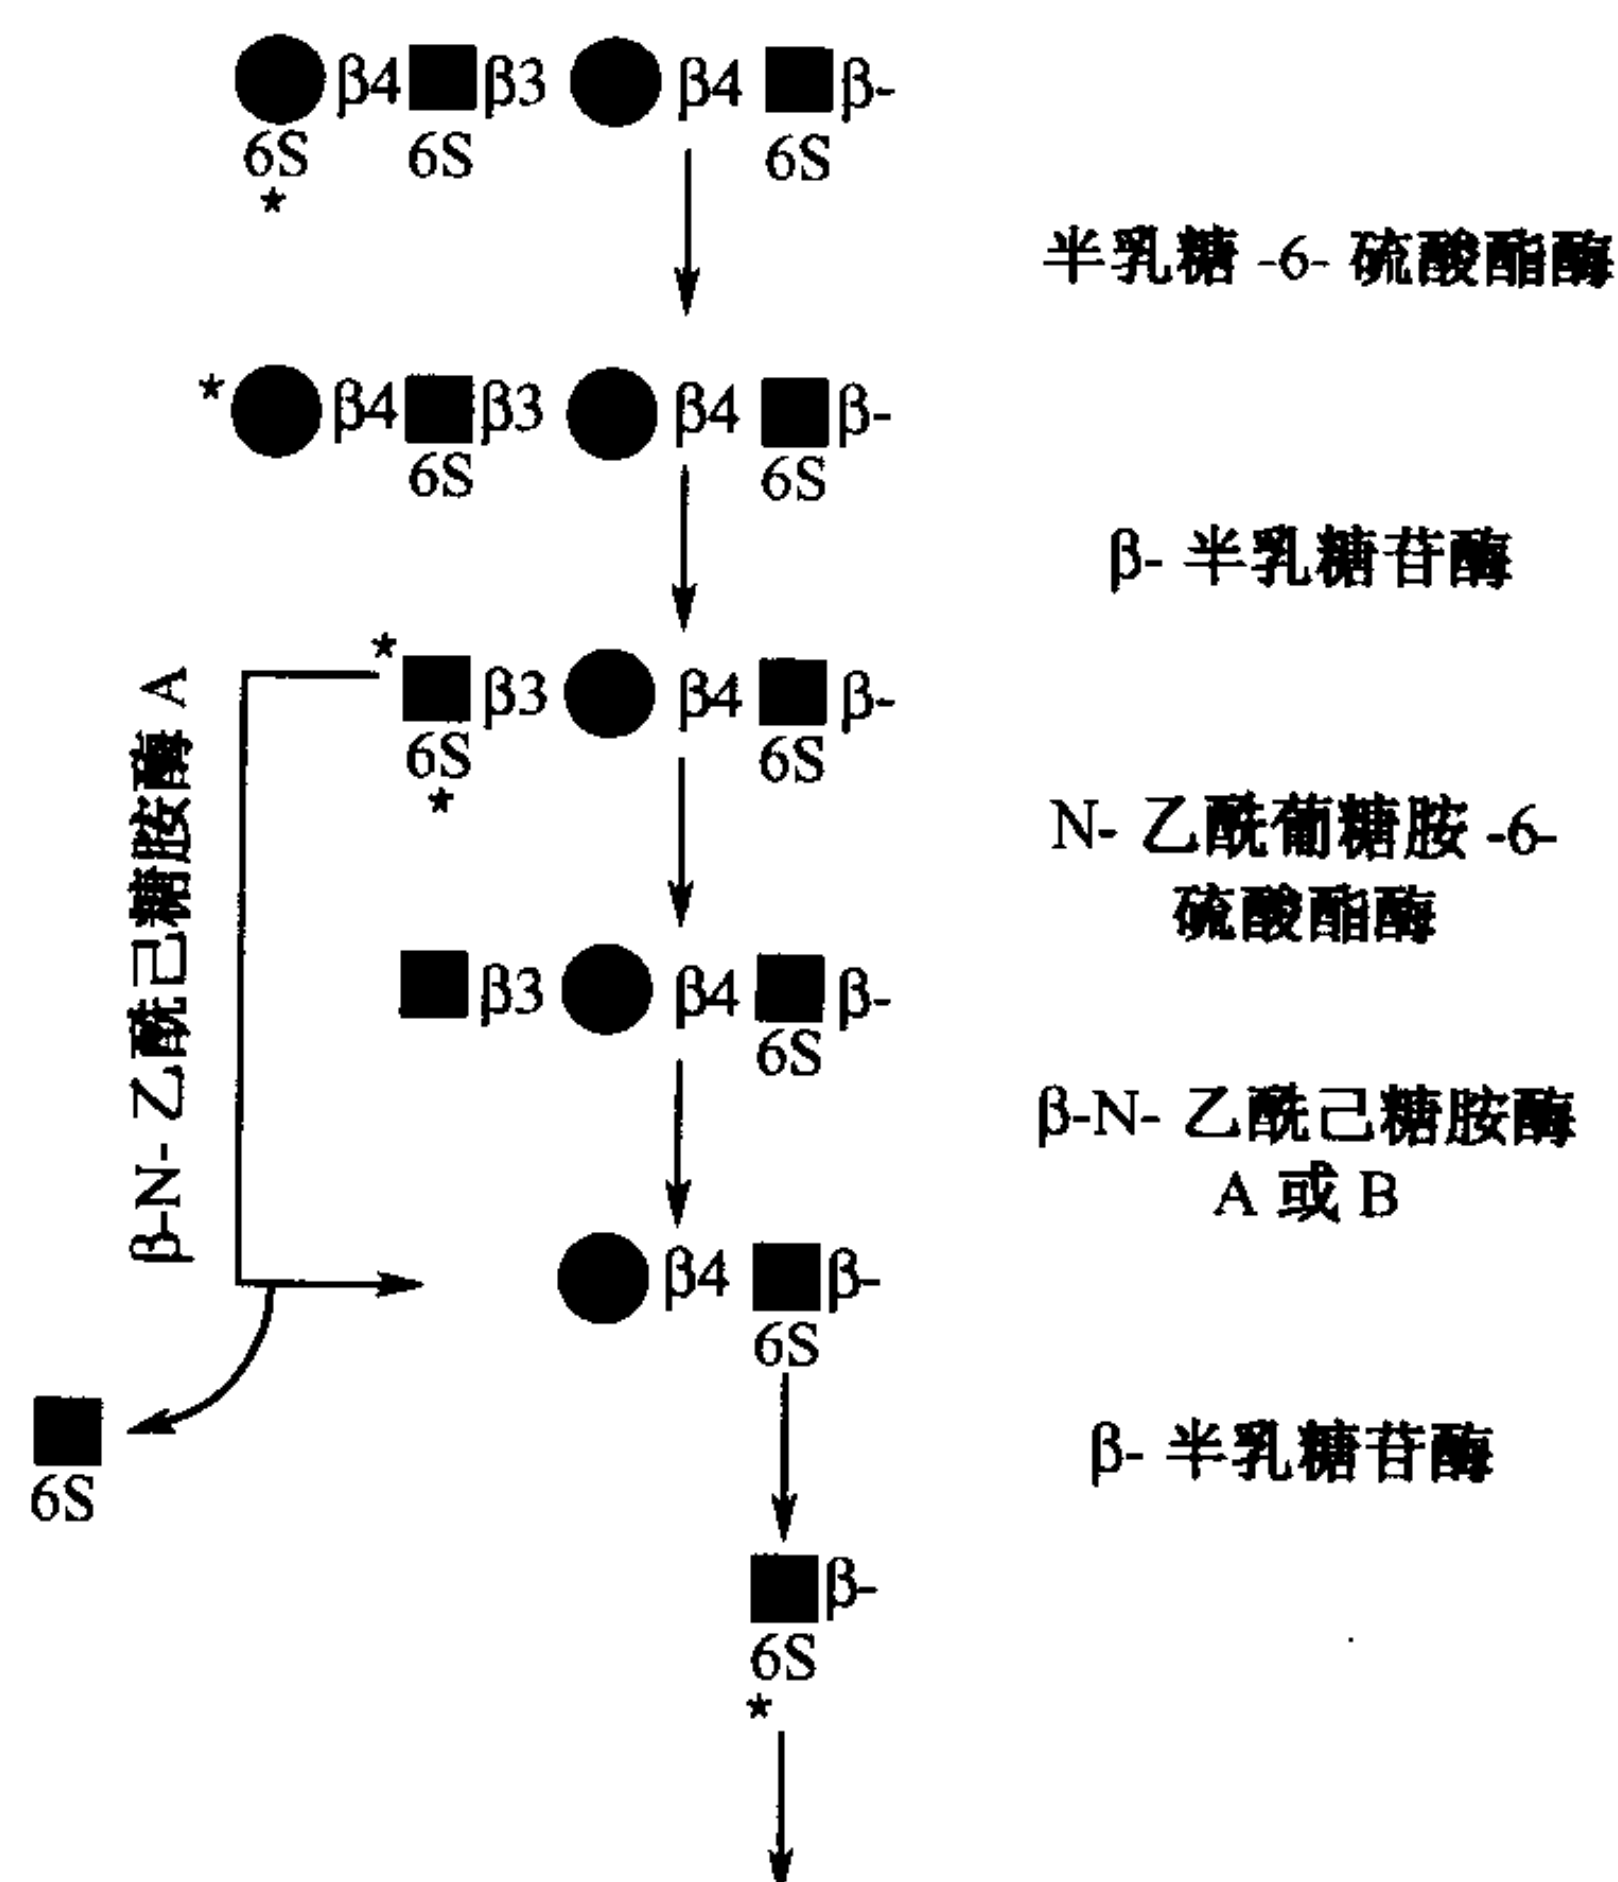 β4 β3 β4 β-
6S 6S 6S
*
半乳糖 -6- 硫酸酯酶
* β4 β3 β4 β-
6S 6S
β- 半乳糖苷酶
* β3 β4 β-
6S 6S
*
β-N- 乙酰己糖胺酶 A
N- 乙酰葡糖胺 -6-
硫酸酯酶
β3 β4 β-
6S
β-N- 乙酰己糖胺酶
A 或 B
β4 β-
6S
6S
β- 半乳糖苷酶
β-
6S
*